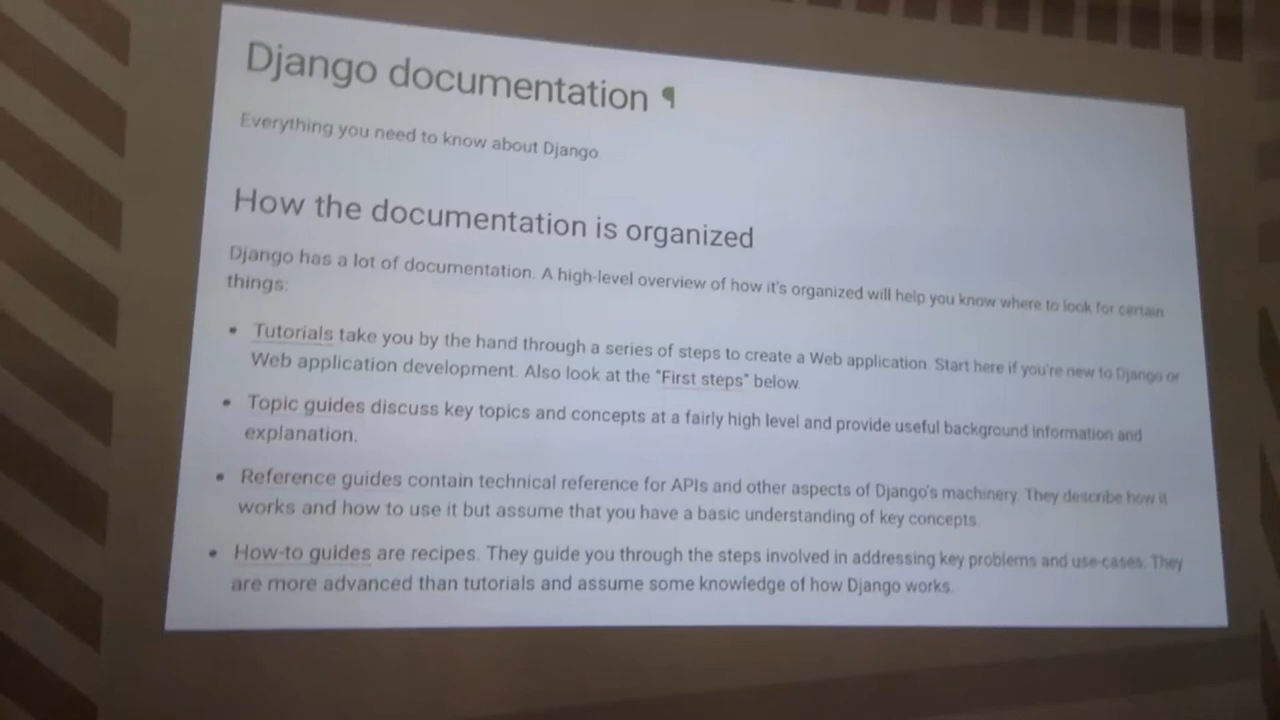 Django documentation ¶
Everything you need to know about Django
How the documentation is organized
Django has a lot of documentation. A high-level overview of how it's organized will help you know where to look for certain
things:
• Tutorials take you by the hand through a series of steps to create a Web application. Start here if you're new to Django or
Web application development. Also look at the "First steps" below.
• Topic guides discuss key topics and concepts at a fairly high level and provide useful background information and
explanation.
• Reference guides contain technical reference for APIs and other aspects of Django's machinery. They describe how it
works and how to use it but assume that you have a basic understanding of key concepts.
• How-to guides are recipes. They guide you through the steps involved in addressing key problems and use-cases. They
are more advanced than tutorials and assume some knowledge of how Django works.